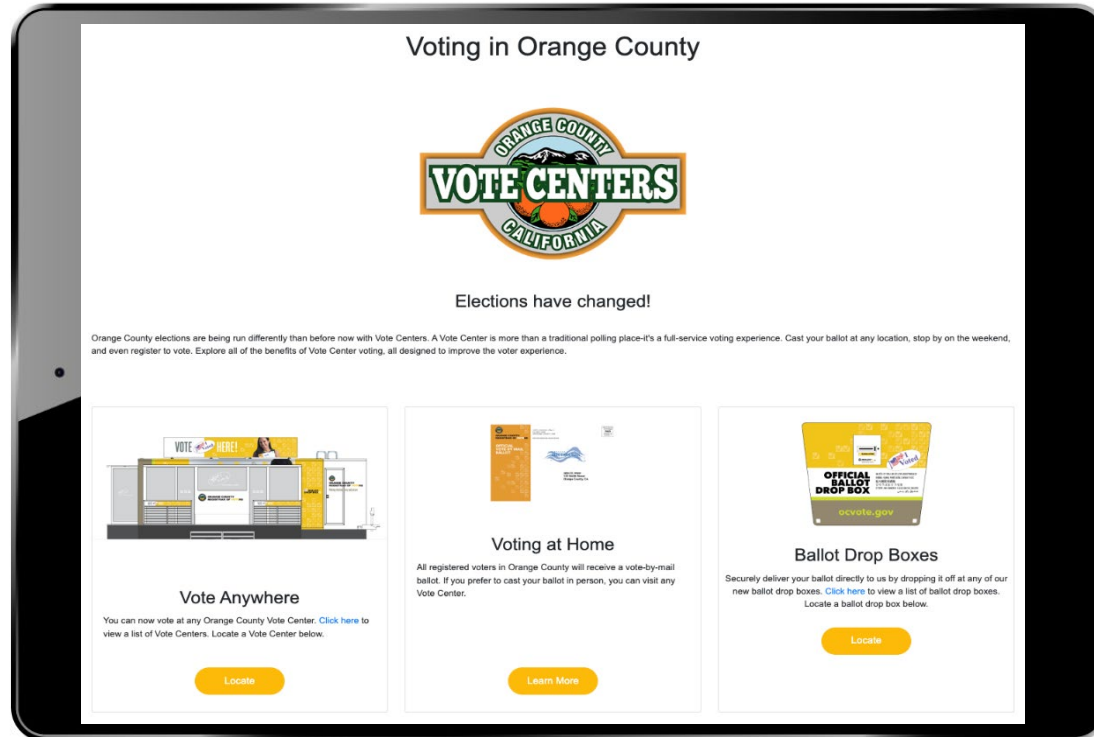 Voting in Orange County
ORANGE COUNTY
VOTE CENTERS
CALIFORNIA
Elections have changed!
Orange County elections are being run differently than before now with Vote Centers. A Vote Center is more than a traditional polling place-it's a full-service voting experience. Cast your ballot at any location, stop by on the weekend,
and even register to vote. Explore all of the benefits of Vote Center voting, all designed to improve the voter experience.
VOTE HERE!
Vote Anywhere
You can now vote at any Orange County Vote Center. Click here to
view a list of Vote Centers. Locate a Vote Center below.
Locate
OFFICIAL
BALLOT
Voting at Home
All registered voters in Orange County will receive a vote-by-mail
ballot. If you prefer to cast your ballot in person, you can visit any
Vote Center.
Learn More
I Voted
OFFICIAL
BALLOT
DROP BOX
ocvote.gov
Ballot Drop Boxes
Securely deliver your ballot directly to us by dropping it off at any of our
new ballot drop boxes. Click here to view a list of ballot drop boxes.
Locate a ballot drop box below.
Locate